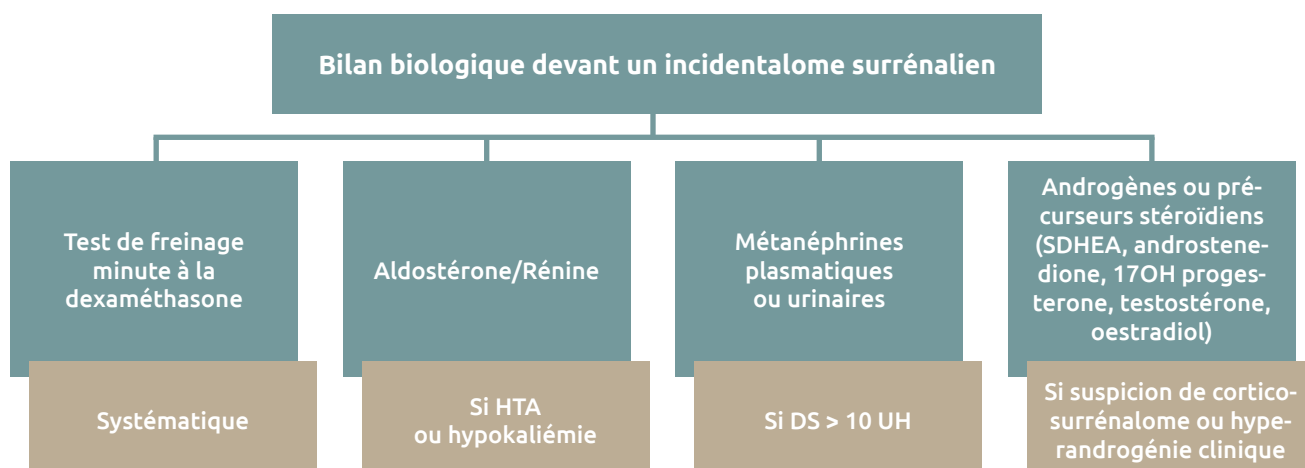 Bilan biologique devant un incidentalome surrénalien
Test de freinage
minute à la
dexaméthasone
Systématique
Aldostérone/Rénine
Si HTA
ou hypokaliémie
Métanéphrines
plasmatiques
ou urinaires
Si DS > 10 UH
Androgènes ou pré-
curseurs stéroïdiens
(SDHEA, androstene-
dione, 17OH proges-
terone, testostérone,
oestradiol)
Si suspicion de cortico-
surrénalome ou hype-
randrogénie clinique